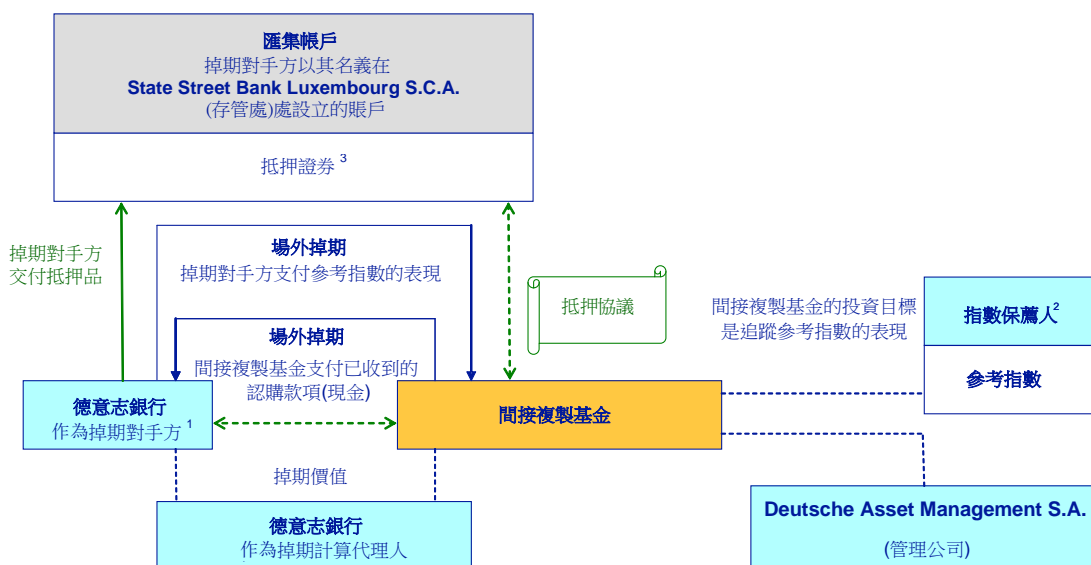 匯集帳戶
掉期對手方以其名義在
State Street Bank Luxembourg S.C.A.
(存管處)處設立的賬戶
抵押證券 3
掉期對手方
交付抵押品
場外掉期
掉期對手方支付參考指數的表現
場外掉期
間接複製基金支付已收到的
認購款項(現金)
抵押協議
間接複製基金的投資目標
是追蹤參考指數的表現
指數保薦人2
參考指數
德意志銀行
作為掉期對手方 1
間接複製基金
掉期價值
德意志銀行
作為掉期計算代理人
Deutsche Asset Management S.A.
(管理公司)